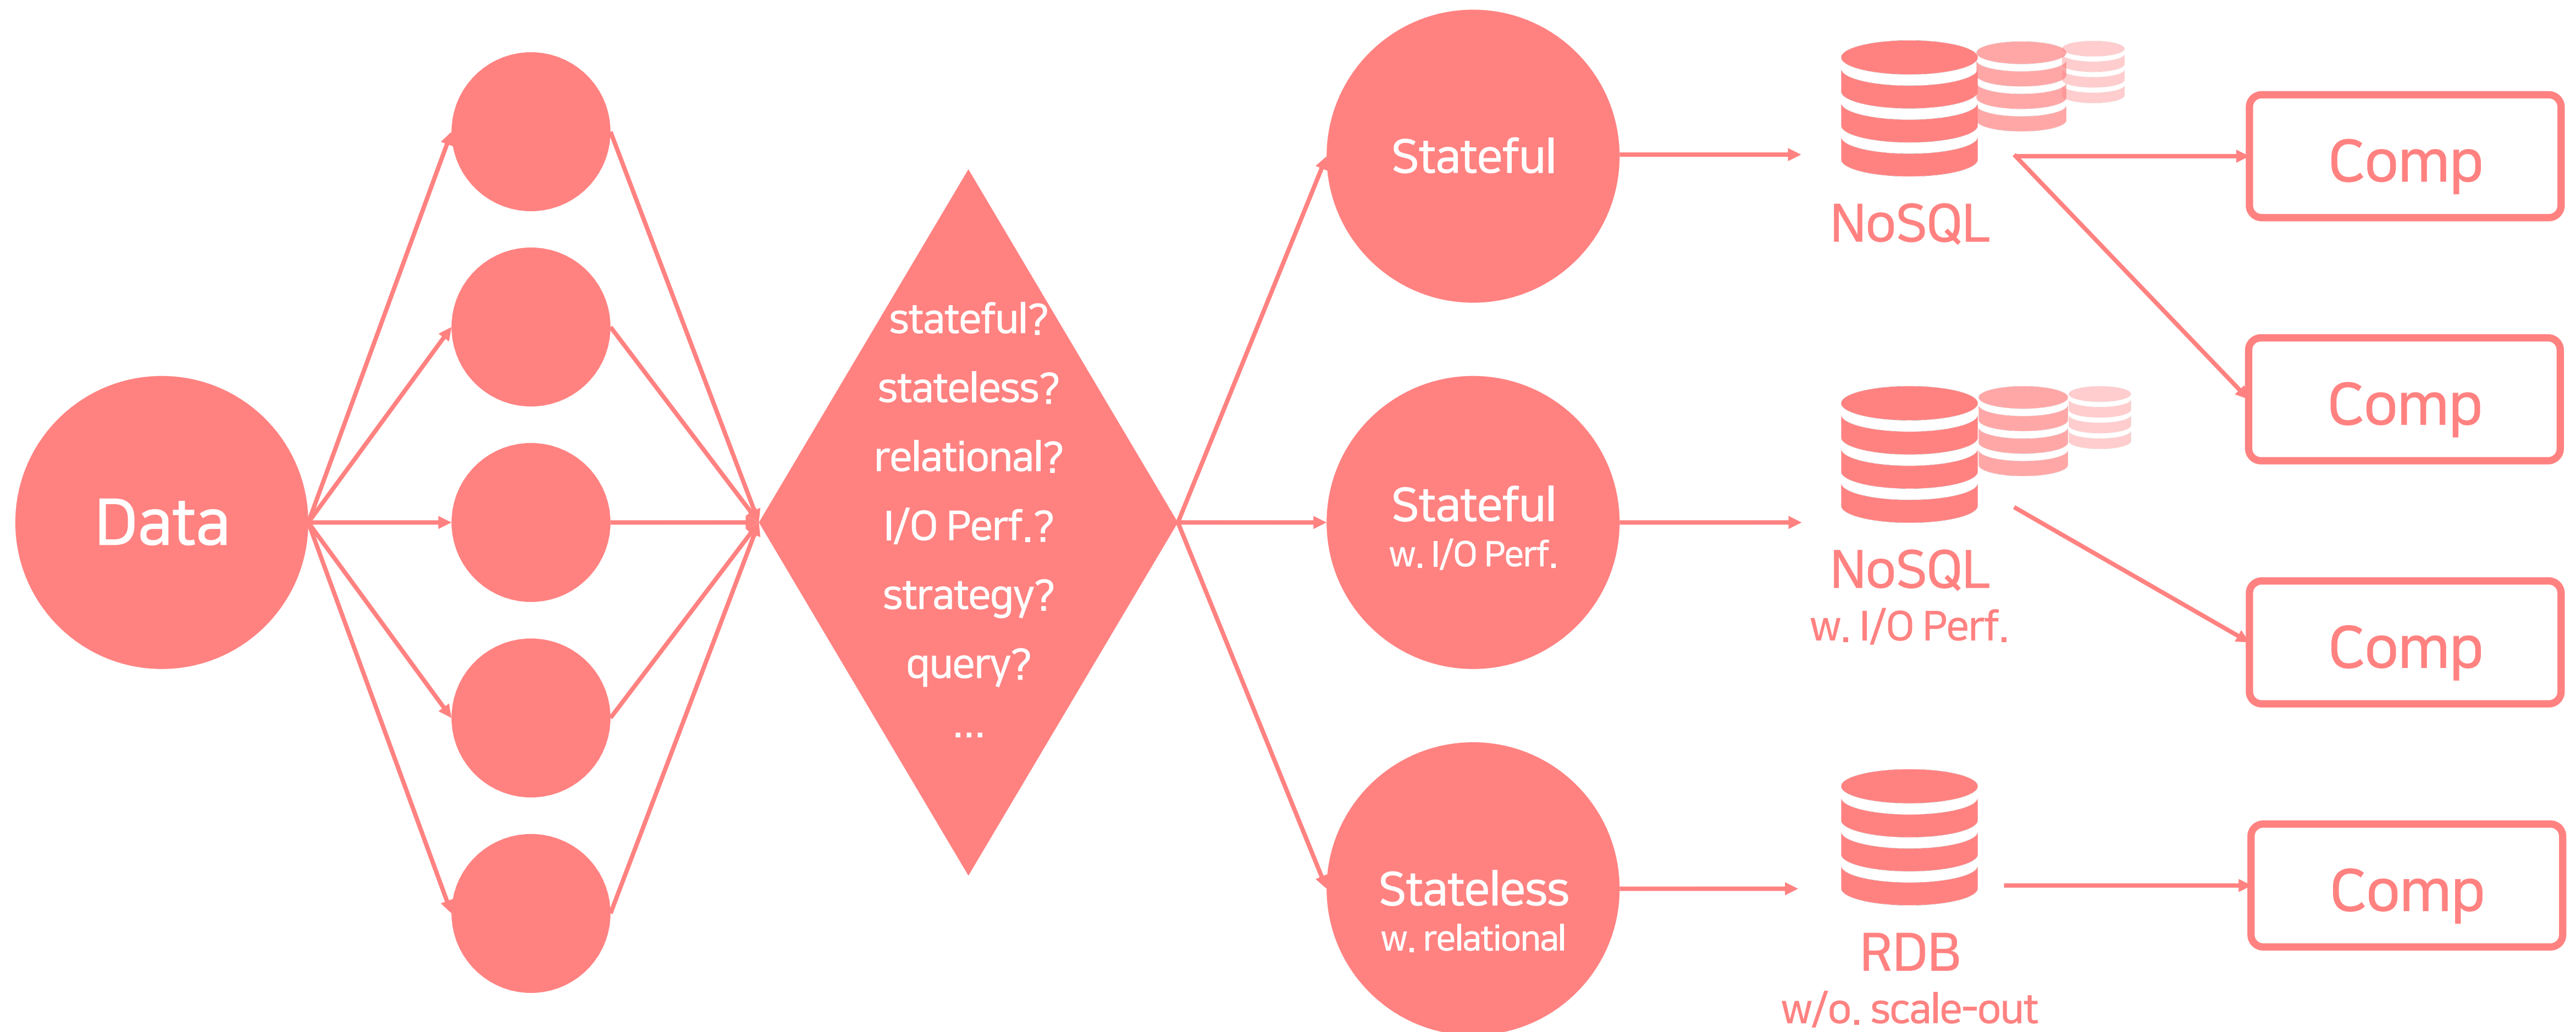 Data
stateful?
stateless?
relational?
I/O Perf.?
strategy?
query?
...
Stateful
Stateful
w. I/O Perf.
Stateless
w. relational
NoSQL
NoSQL
w. I/O Perf.
RDB
w/o. scale-out
Comp
Comp
Comp
Comp